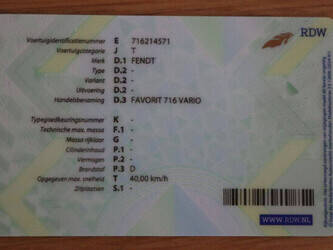 RDW
Voertuigidentificatienummer E 716214571
Voertuigcategorie J T
Merk D.1 FENDT
Type D.2 -
Variant D.2 -
Uitvoering D.2 -
Handelsbenaming D.3 FAVORIT 716 VARIO
Typegoedkeuringsnummer K -
Technische max. massa F.1 -
Massa rijklaar G -
Cilinderinhoud P.1 -
Vermogen P.2 -
Brandstof P.3 D
Opgegeven max. snelheid T 40,00 km/h
Zitplaatsen S.1 -
WWW.RDW.NL